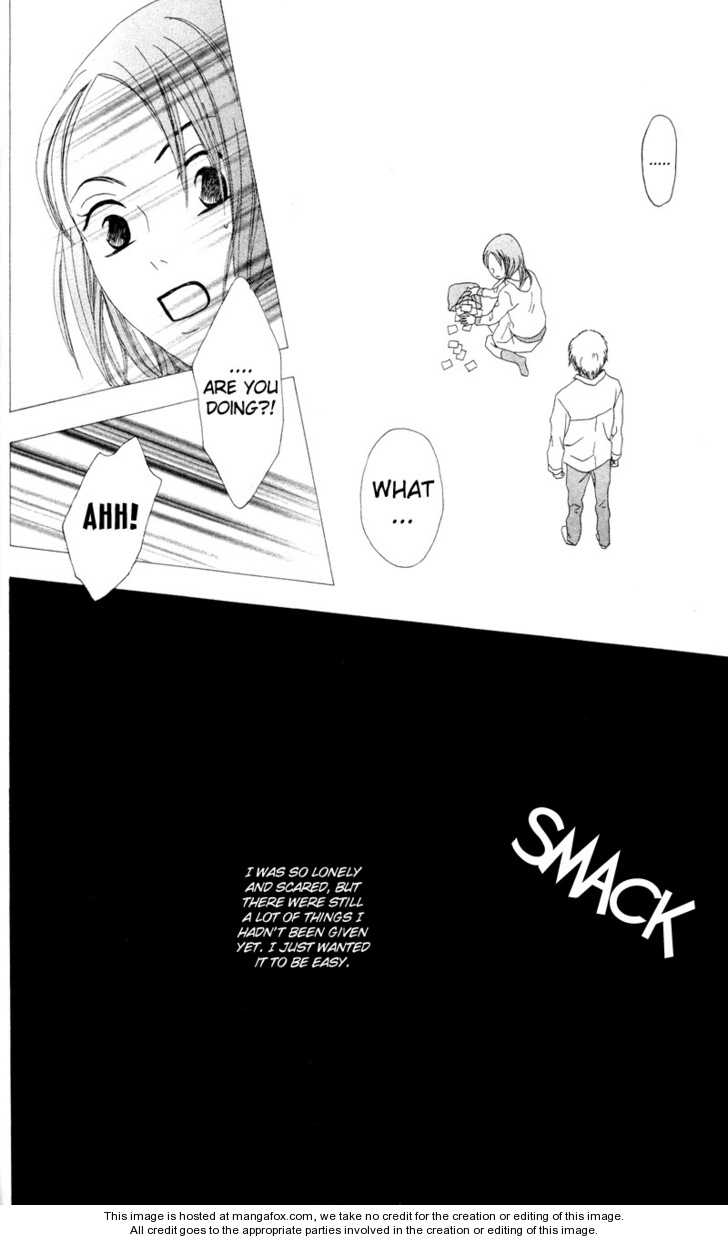 .....
WHAT
...
....
ARE YOU
DOING?!
AHH!
SMACK
I WAS SO LONELY
AND SCARED, BUT
THERE WERE STILL
A LOT OF THINGS I
HADN'T BEEN GIVEN
YET. I JUST WANTED
IT TO BE EASY.
This image is hosted at mangafox.com, we take no credit for the creation or editing of this image.
All credit goes to the appropriate parties involved in the creation or editing of this image.